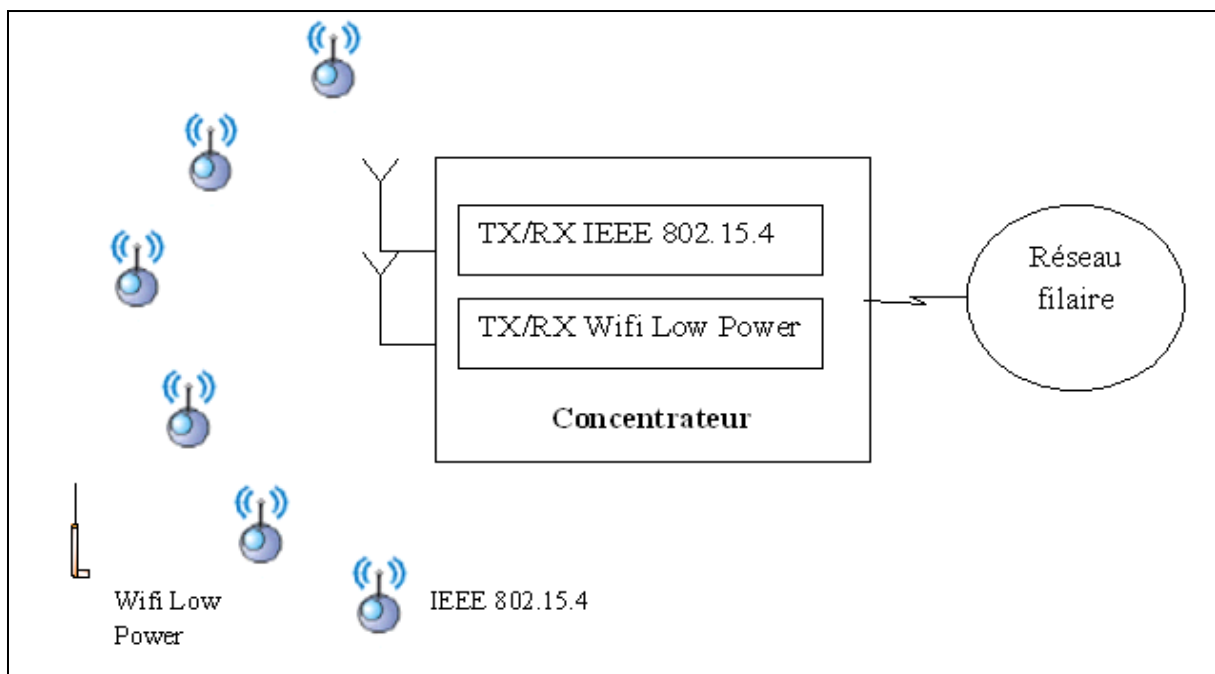 TX/RX IEEE 802.15.4
TX/RX Wifi Low Power
Concentrateur
Réseau
filaire
Wifi Low
Power
IEEE 802.15.4